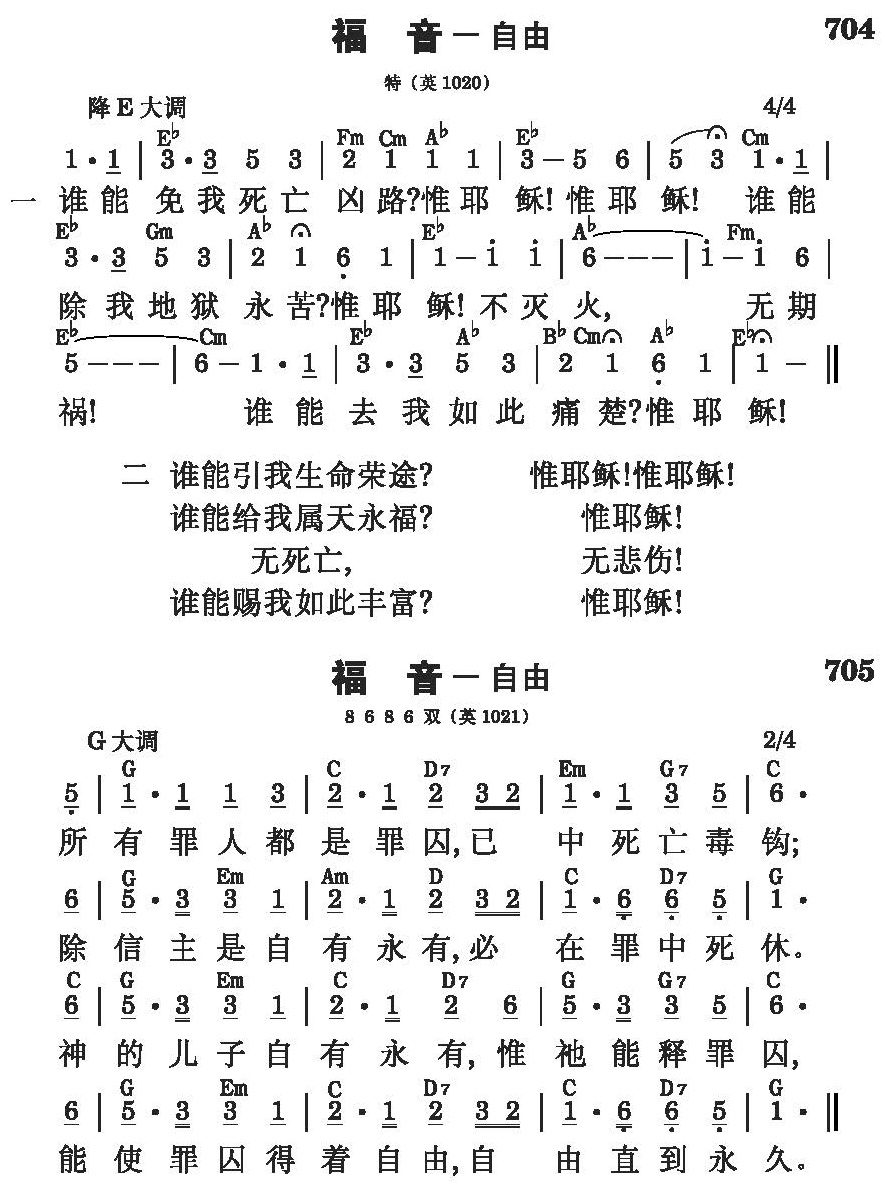 福 音 — 自由 704
特（英1020）
降E大调 4/4
E♭ Fm Cm A♭ E♭ Cm
1·1 | 3·3 5 3 | 2 1 1 1 | 3—5 6 | 5 3 1·1 |
一 谁能 免我死亡 凶路?惟耶 稣!惟耶 稣! 谁能
E♭ Gm A♭ E♭ A♭ Fm
3·3 5 3 | 2 1 6 1 | 1—1 1 | 6——— | 1—1 6 |
除我地狱永苦?惟耶稣!不灭火, 无期
E♭ Cm E♭ A♭ B♭ Cm A♭ E♭
5——— | 6—1·1 | 3·3 5 3 | 2 1 6 1 | 1— ‖
祸! 谁能去我如此痛楚?惟耶稣!
二 谁能引我生命荣途? 惟耶稣!惟耶稣!
谁能给我属天永福? 惟耶稣!
无死亡, 无悲伤!
谁能赐我如此丰富? 惟耶稣!
福 音 — 自由 705
8 6 8 6 双（英1021）
G大调 2/4
G C D7 Em G7 C
5 | 1·1 1 3 | 2·1 2 3 2 | 1·1 3 5 | 6·
所有罪人都是罪囚,已 中死亡毒钩;
G Em Am D C D7 G
6 | 5·3 3 1 | 2·1 2 3 2 | 1·6 6 5 | 1·
除信主是自有永有,必 在罪中死休。
C G Em C D7 G G7 C
6 | 5·3 3 1 | 2·1 2 6 | 5·3 3 5 | 6·
神的儿子自有永有,惟祂能释罪囚,
G Em C D7 C D7 G
6 | 5·3 3 1 | 2·1 2 3 2 | 1·6 6 5 | 1· ‖
能使罪囚得着自由,自 由直到永久。